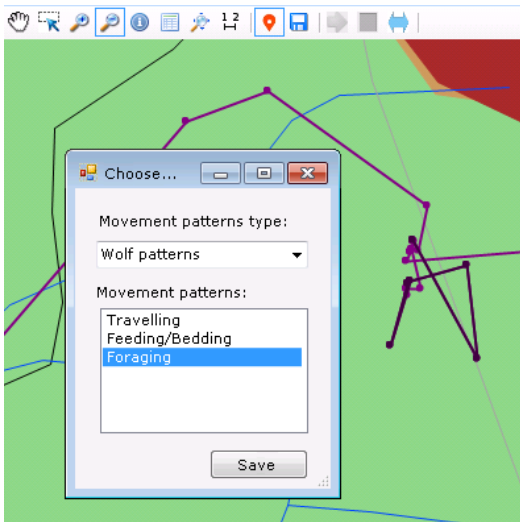 1 2
Choose...
Movement patterns type:
Wolf patterns
Movement patterns:
Travelling
Feeding/Bedding
Foraging
Save